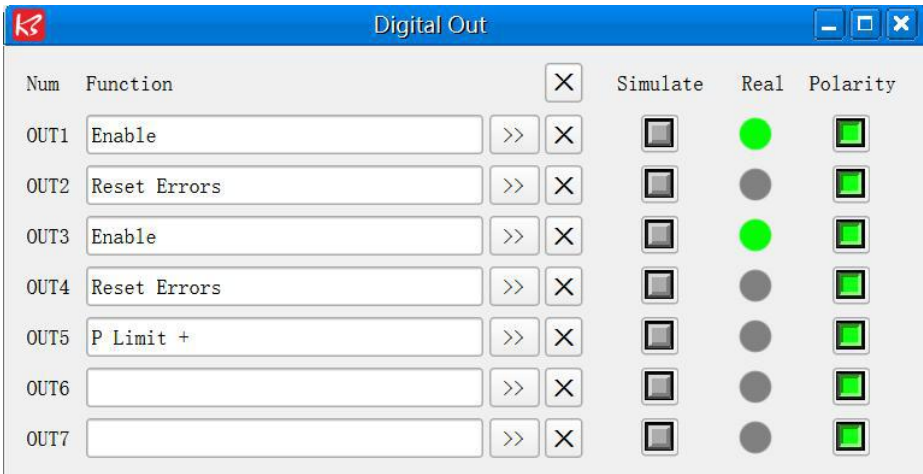 Digital Out
Num Function X Simulate Real Polarity
OUT1 Enable >> X
OUT2 Reset Errors >> X
OUT3 Enable >> X
OUT4 Reset Errors >> X
OUT5 P Limit + >> X
OUT6 >> X
OUT7 >> X